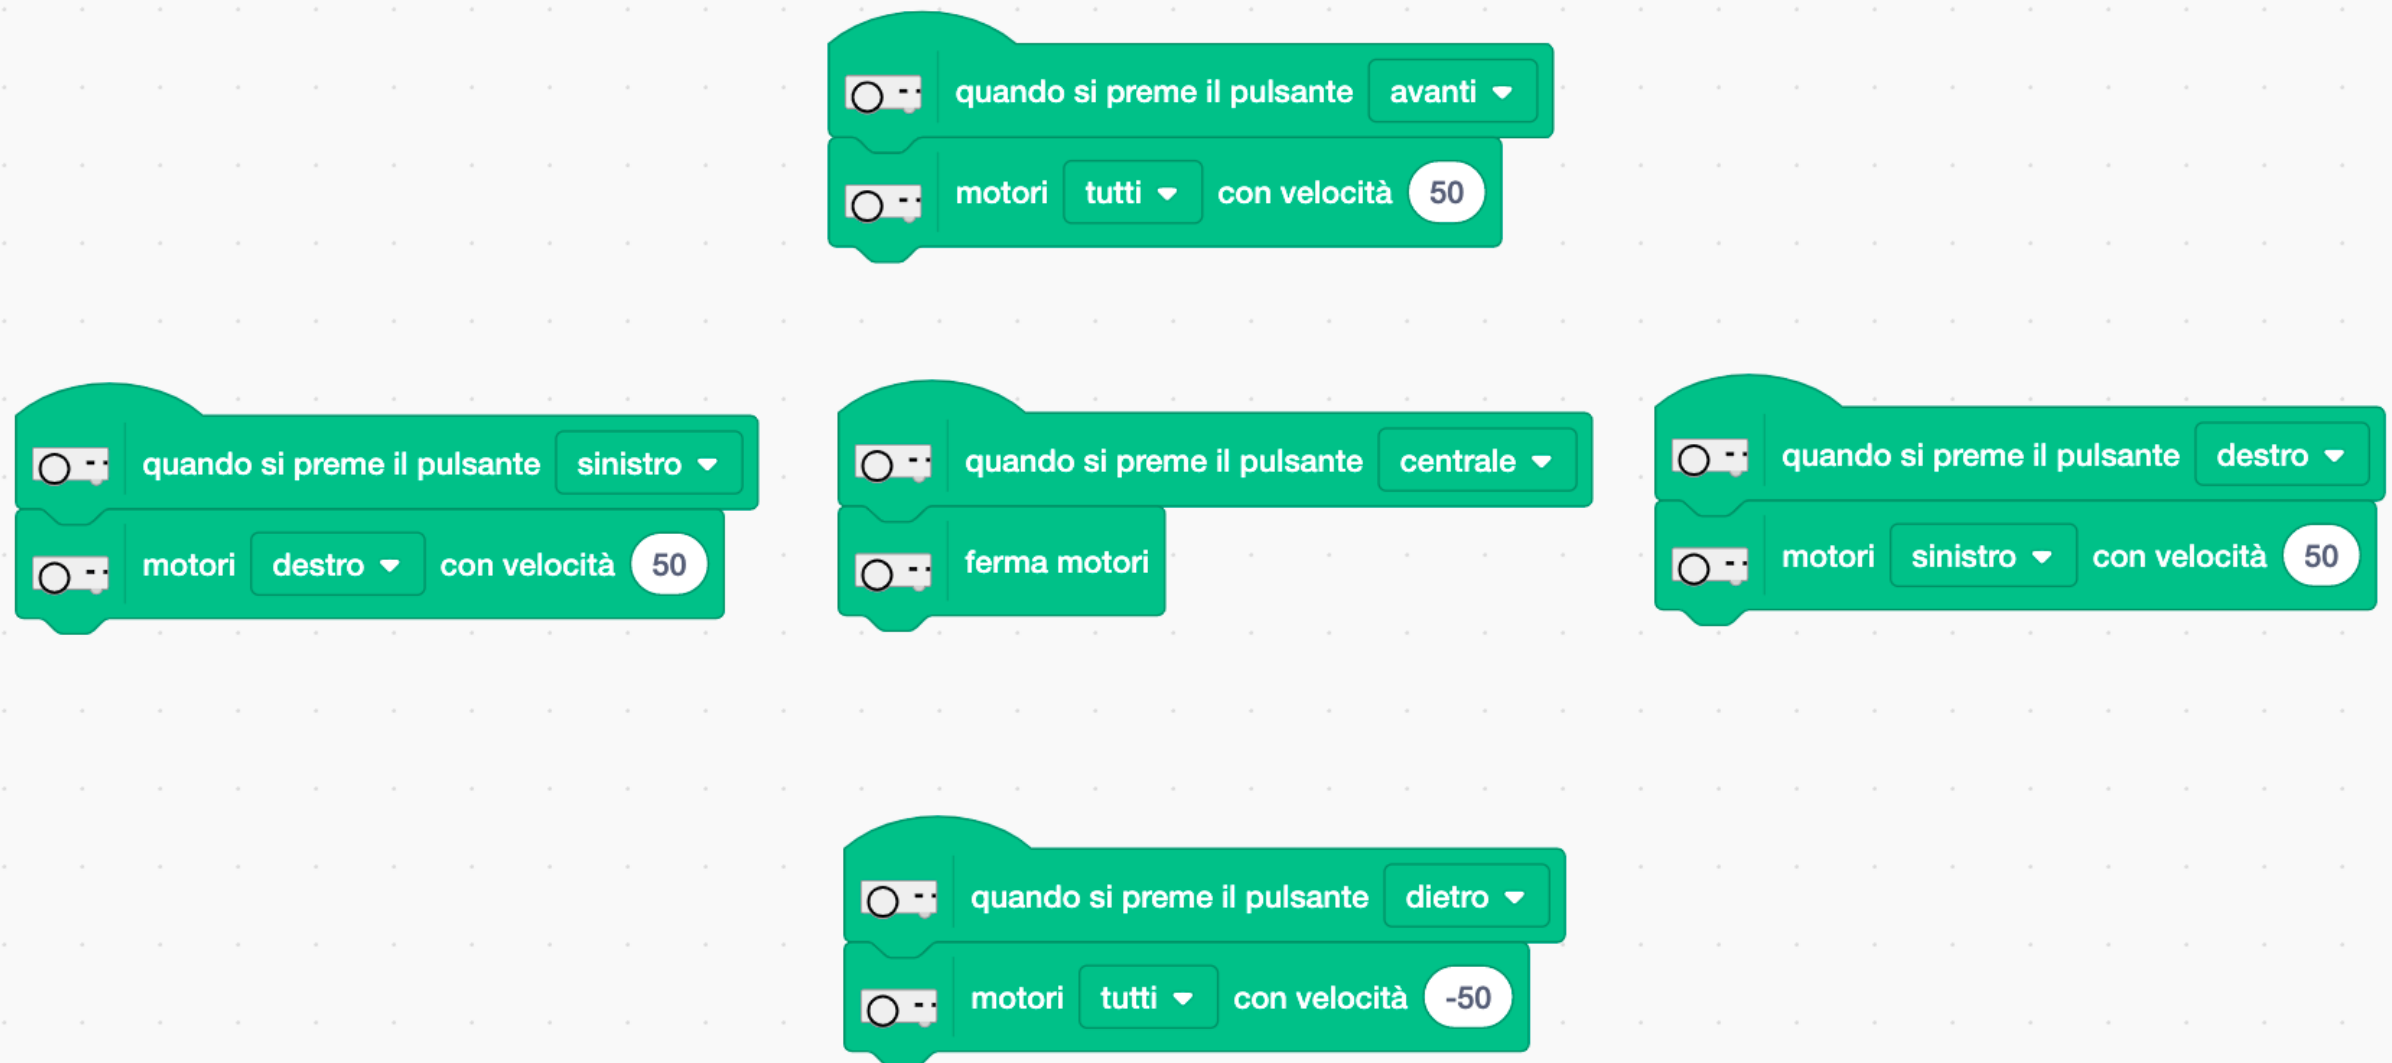 quando si preme il pulsante avanti
motori tutti con velocità 50
quando si preme il pulsante sinistro
motori destro con velocità 50
quando si preme il pulsante centrale
ferma motori
quando si preme il pulsante destro
motori sinistro con velocità 50
quando si preme il pulsante dietro
motori tutti con velocità -50